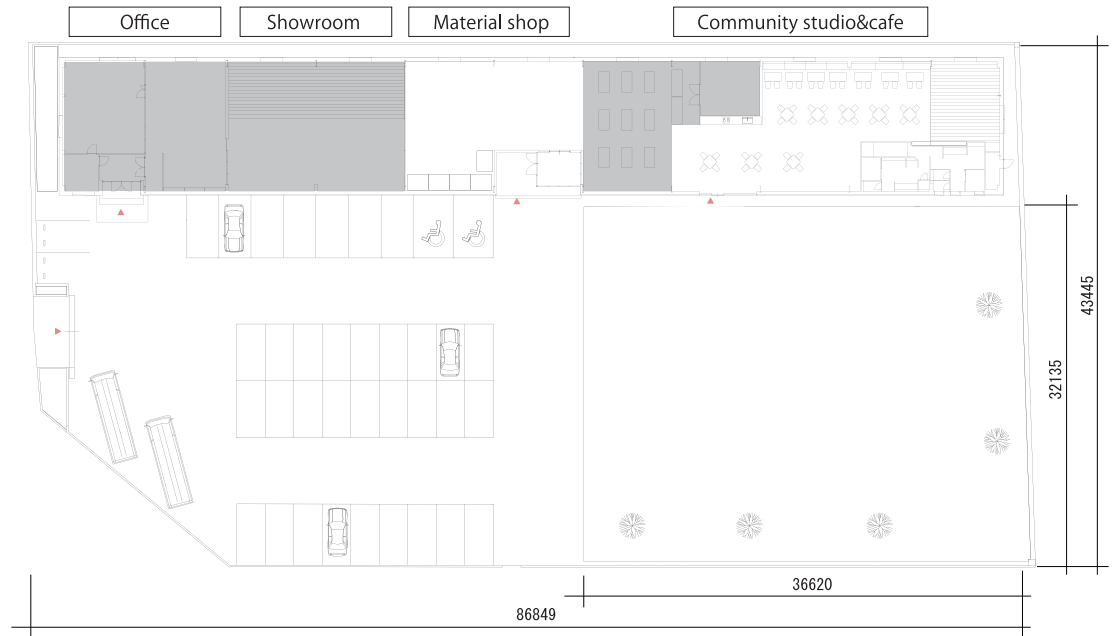 Office
Showroom
Material shop
Community studio&cafe
43445
32135
36620
86849